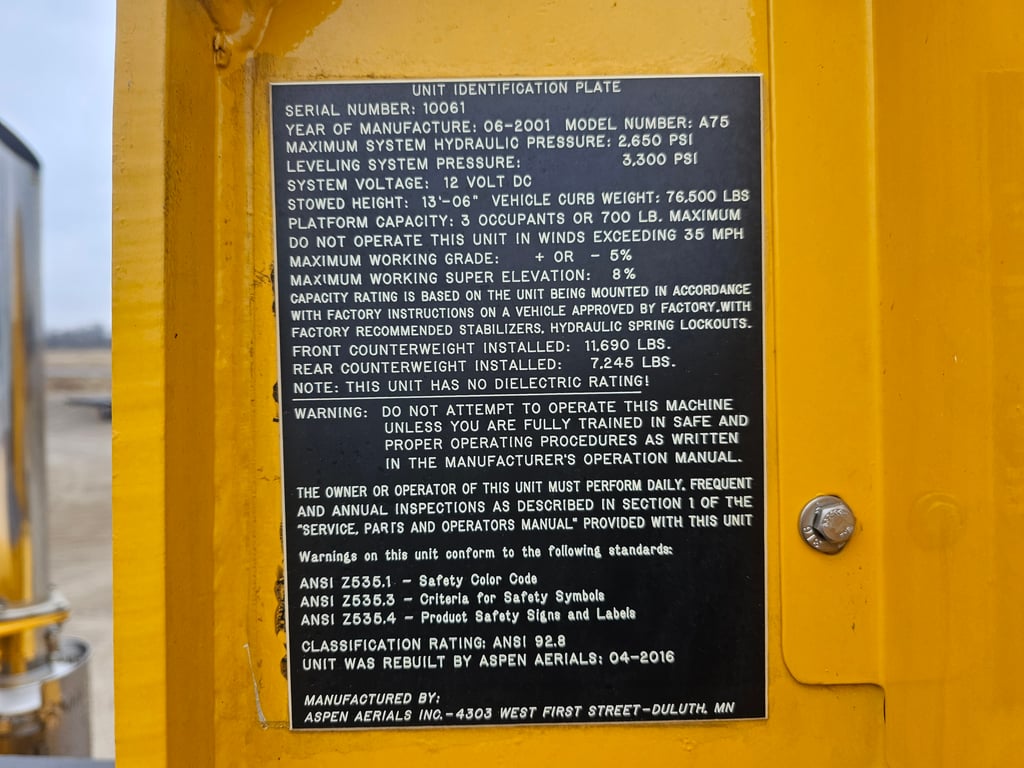 UNIT IDENTIFICATION PLATE
SERIAL NUMBER: 10061
YEAR OF MANUFACTURE: 06-2001 MODEL NUMBER: A75
MAXIMUM SYSTEM HYDRAULIC PRESSURE: 2,650 PSI
LEVELING SYSTEM PRESSURE: 3,300 PSI
SYSTEM VOLTAGE: 12 VOLT DC
STOWED HEIGHT: 13'-06" VEHICLE CURB WEIGHT: 76,500 LBS
PLATFORM CAPACITY: 3 OCCUPANTS OR 700 LB. MAXIMUM
DO NOT OPERATE THIS UNIT IN WINDS EXCEEDING 35 MPH
MAXIMUM WORKING GRADE: + OR - 5%
MAXIMUM WORKING SUPER ELEVATION: 8%
CAPACITY RATING IS BASED ON THE UNIT BEING MOUNTED IN ACCORDANCE
WITH FACTORY INSTRUCTIONS ON A VEHICLE APPROVED BY FACTORY,WITH
FACTORY RECOMMENDED STABILIZERS, HYDRAULIC SPRING LOCKOUTS.
FRONT COUNTERWEIGHT INSTALLED: 11,690 LBS.
REAR COUNTERWEIGHT INSTALLED: 7,245 LBS.
NOTE: THIS UNIT HAS NO DIELECTRIC RATING!
WARNING: DO NOT ATTEMPT TO OPERATE THIS MACHINE
UNLESS YOU ARE FULLY TRAINED IN SAFE AND
PROPER OPERATING PROCEDURES AS WRITTEN
IN THE MANUFACTURER'S OPERATION MANUAL.
THE OWNER OR OPERATOR OF THIS UNIT MUST PERFORM DAILY, FREQUENT
AND ANNUAL INSPECTIONS AS DESCRIBED IN SECTION 1 OF THE
"SERVICE, PARTS AND OPERATORS MANUAL" PROVIDED WITH THIS UNIT
Warnings on this unit conform to the following standards:
ANSI Z535.1 - Safety Color Code
ANSI Z535.3 - Criteria for Safety Symbols
ANSI Z535.4 - Product Safety Signs and Labels
CLASSIFICATION RATING: ANSI 92.8
UNIT WAS REBUILT BY ASPEN AERIALS: 04-2016
MANUFACTURED BY:
ASPEN AERIALS INC.-4303 WEST FIRST STREET-DULUTH, MN